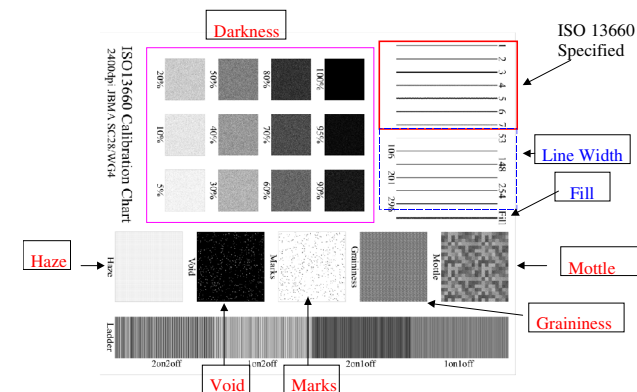 Darkness
ISO 13660
Specified
ISO13660 Calibration Chart
2400dpi JBMA SC28/WG4
20%
50%
80%
100%
10%
40%
70%
95%
5%
30%
60%
90%
1
2
3
4
5
6
7
53
106
148
201
254
298
Fill
Line Width
Fill
Haze
Haze
Void
Marks
Graininess
Mottle
Mottle
Graininess
Ladder
2on2off
1on2off
2on1off
1on1off
Void
Marks